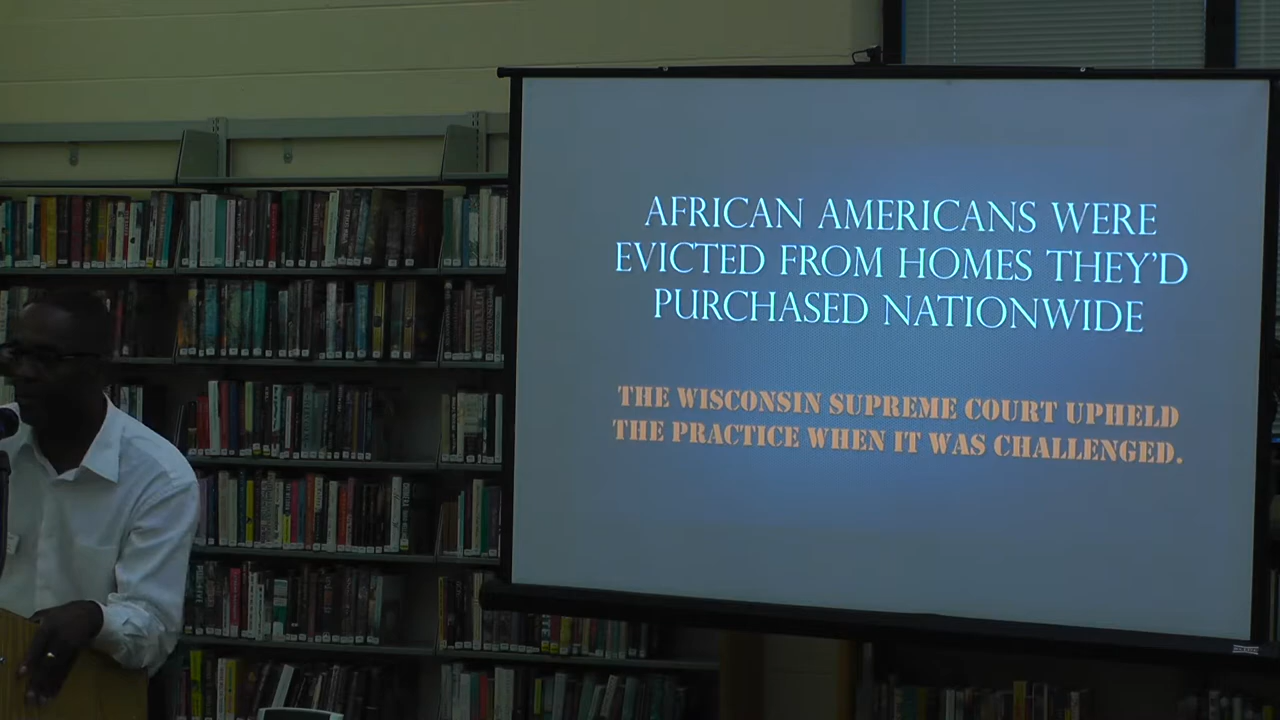 AFRICAN AMERICANS WERE
EVICTED FROM HOMES THEY'D
PURCHASED NATIONWIDE
THE WISCONSIN SUPREME COURT UPHELD
THE PRACTICE WHEN IT WAS CHALLENGED.